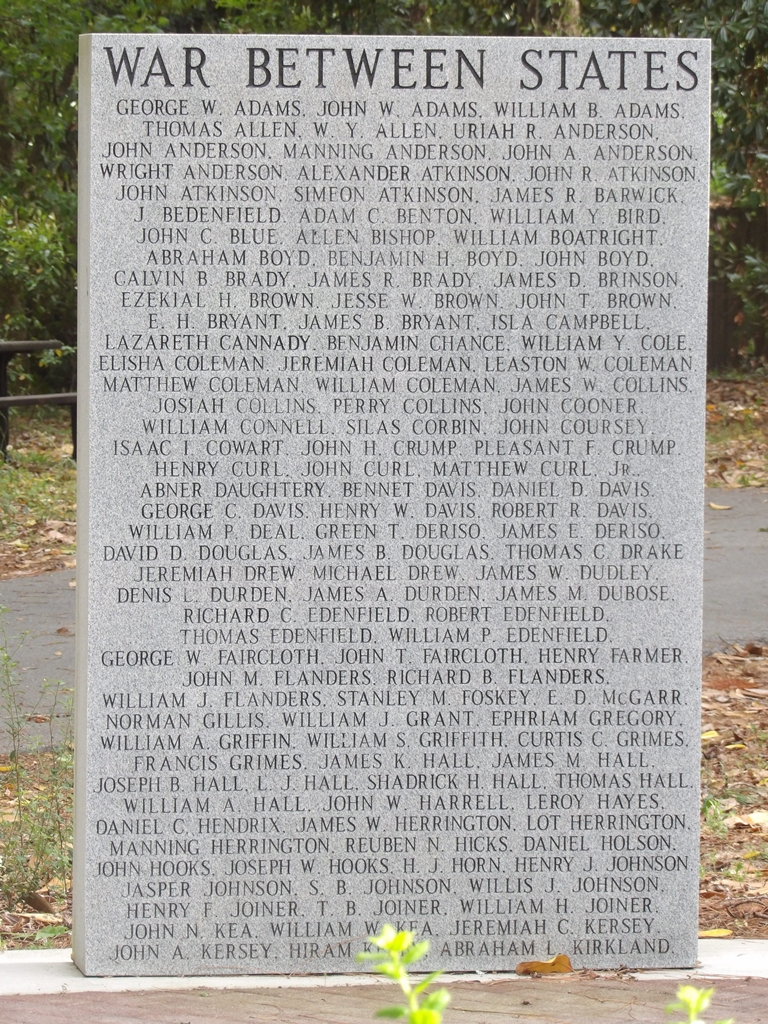 WAR BETWEEN STATES
GEORGE W. ADAMS, JOHN W. ADAMS, WILLIAM B. ADAMS,
THOMAS ALLEN, W. Y. ALLEN, URIAH R. ANDERSON,
JOHN ANDERSON, MANNING ANDERSON, JOHN A. ANDERSON,
WRIGHT ANDERSON, ALEXANDER ATKINSON, JOHN R. ATKINSON,
JOHN ATKINSON, SIMEON ATKINSON, JAMES R. BARWICK,
J. BEDENFIELD, ADAM C. BENTON, WILLIAM Y. BIRD,
JOHN C. BLUE, ALLEN BISHOP, WILLIAM BOATRIGHT,
ABRAHAM BOYD, BENJAMIN H. BOYD, JOHN BOYD,
CALVIN B. BRADY, JAMES R. BRADY, JAMES D. BRINSON,
EZEKIAL H. BROWN, JESSE W. BROWN, JOHN T. BROWN,
E. H. BRYANT, JAMES B. BRYANT, ISLA CAMPBELL,
LAZARETH CANNADY, BENJAMIN CHANCE, WILLIAM Y. COLE,
ELISHA COLEMAN, JEREMIAH COLEMAN, LEASTON W. COLEMAN,
MATTHEW COLEMAN, WILLIAM COLEMAN, JAMES W. COLLINS,
JOSIAH COLLINS, PERRY COLLINS, JOHN COONER,
WILLIAM CONNELL, SILAS CORBIN, JOHN COURSEY,
ISAAC I. COWART, JOHN H. CRUMP, PLEASANT F. CRUMP,
HENRY CURL, JOHN CURL, MATTHEW CURL, JR.,
ABNER DAUGHTERY, BENNET DAVIS, DANIEL D. DAVIS,
GEORGE C. DAVIS, HENRY W. DAVIS, ROBERT R. DAVIS,
WILLIAM P. DEAL, GREEN T. DERISO, JAMES E. DERISO,
DAVID D. DOUGLAS, JAMES B. DOUGLAS, THOMAS C. DRAKE
JEREMIAH DREW, MICHAEL DREW, JAMES W. DUDLEY,
DENIS L. DURDEN, JAMES A. DURDEN, JAMES M. DUBOSE,
RICHARD C. EDENFIELD, ROBERT EDENFIELD,
THOMAS EDENFIELD, WILLIAM P. EDENFIELD,
GEORGE W. FAIRCLOTH, JOHN T. FAIRCLOTH, HENRY FARMER,
JOHN M. FLANDERS, RICHARD B. FLANDERS,
WILLIAM J. FLANDERS, STANLEY M. FOSKEY, E. D. McGARR,
NORMAN GILLIS, WILLIAM J. GRANT, EPHRIAM GREGORY,
WILLIAM A. GRIFFIN, WILLIAM S. GRIFFITH, CURTIS C. GRIMES,
FRANCIS GRIMES, JAMES K. HALL, JAMES M. HALL,
JOSEPH B. HALL, L. J. HALL, SHADRICK H. HALL, THOMAS HALL,
WILLIAM A. HALL, JOHN W. HARRELL, LEROY HAYES,
DANIEL C. HENDRIX, JAMES W. HERRINGTON, LOT HERRINGTON,
MANNING HERRINGTON, REUBEN N. HICKS, DANIEL HOLSON,
JOHN HOOKS, JOSEPH W. HOOKS, H. J. HORN, HENRY J. JOHNSON
JASPER JOHNSON, S. B. JOHNSON, WILLIS J. JOHNSON,
HENRY F. JOINER, T. B. JOINER, WILLIAM H. JOINER,
JOHN N. KEA, WILLIAM W. KEA, JEREMIAH C. KERSEY,
JOHN A. KERSEY, HIRAM ABRAHAM L. KIRKLAND,